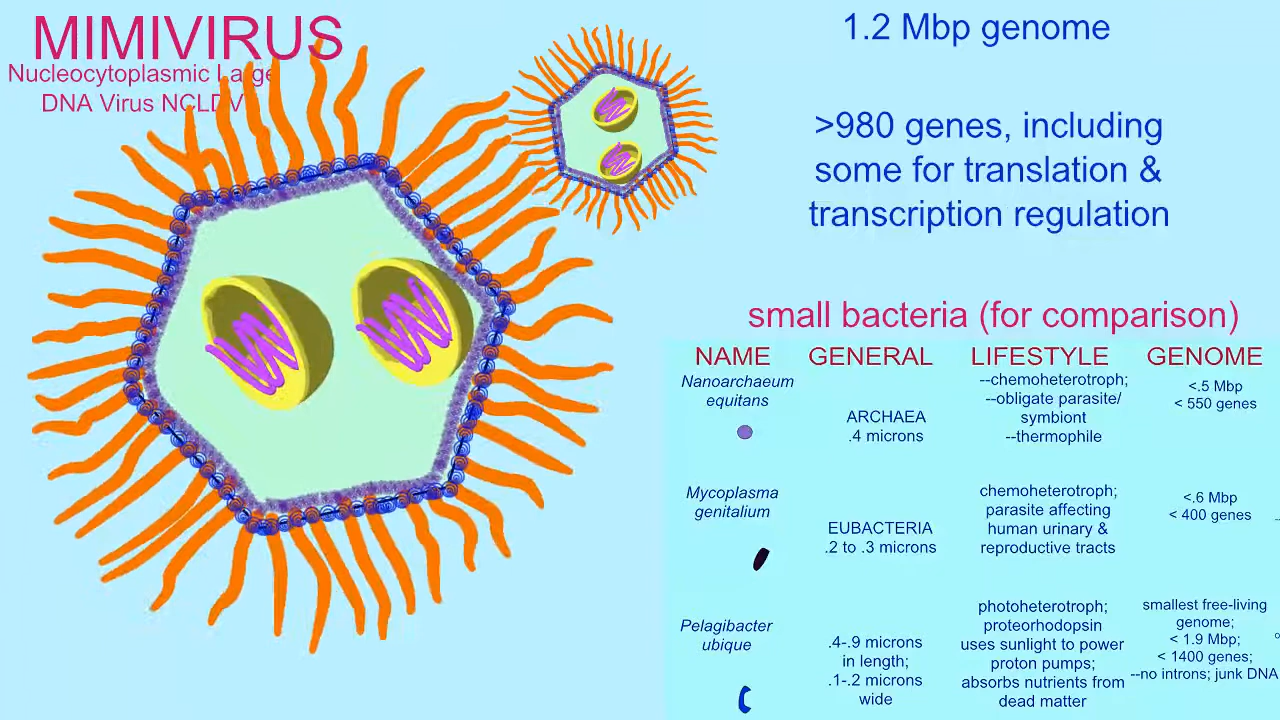 MIMIVIRUS
Nucleocytoplasmic Large
DNA Virus NCLDV
1.2 Mbp genome
>980 genes, including
some for translation &
transcription regulation
small bacteria (for comparison)
NAME GENERAL LIFESTYLE GENOME
Nanoarchaeum
equitans
ARCHAEA
.4 microns
--chemoheterotroph;
--obligate parasite/
symbiont
--thermophile
<.5 Mbp
< 550 genes
Mycoplasma
genitalium
EUBACTERIA
.2 to .3 microns
chemoheterotroph;
parasite affecting
human urinary &
reproductive tracts
<.6 Mbp
< 400 genes
Pelagibacter
ubique
.4-.9 microns
in length;
.1-.2 microns
wide
photoheterotroph;
proteorhodopsin
uses sunlight to power
proton pumps;
absorbs nutrients from
dead matter
smallest free-living
genome;
< 1.9 Mbp;
< 1400 genes;
--no introns; junk DNA